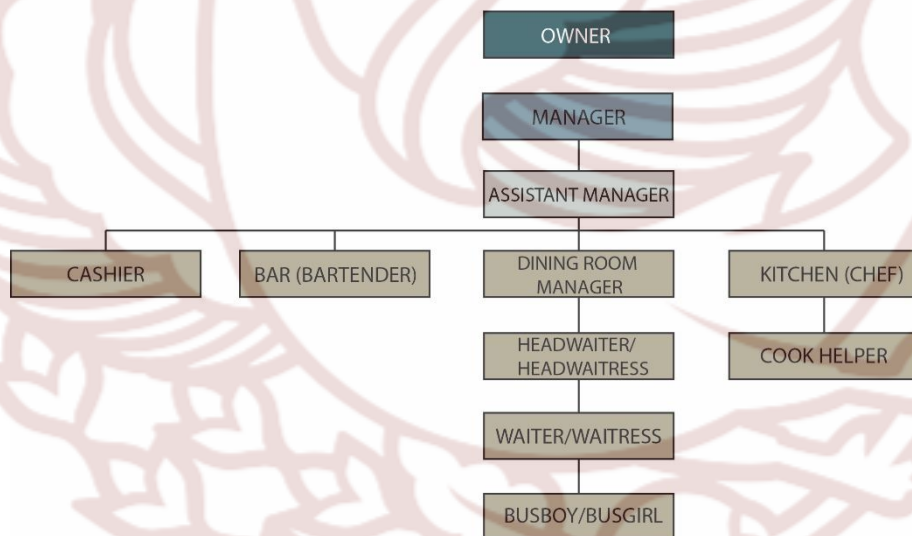 OWNER
MANAGER
ASSISTANT MANAGER
CASHIER
BAR (BARTENDER)
DINING ROOM
MANAGER
KITCHEN (CHEF)
HEADWAITER/
HEADWAITRESS
COOK HELPER
WAITER/WAITRESS
BUSBOY/BUSGIRL